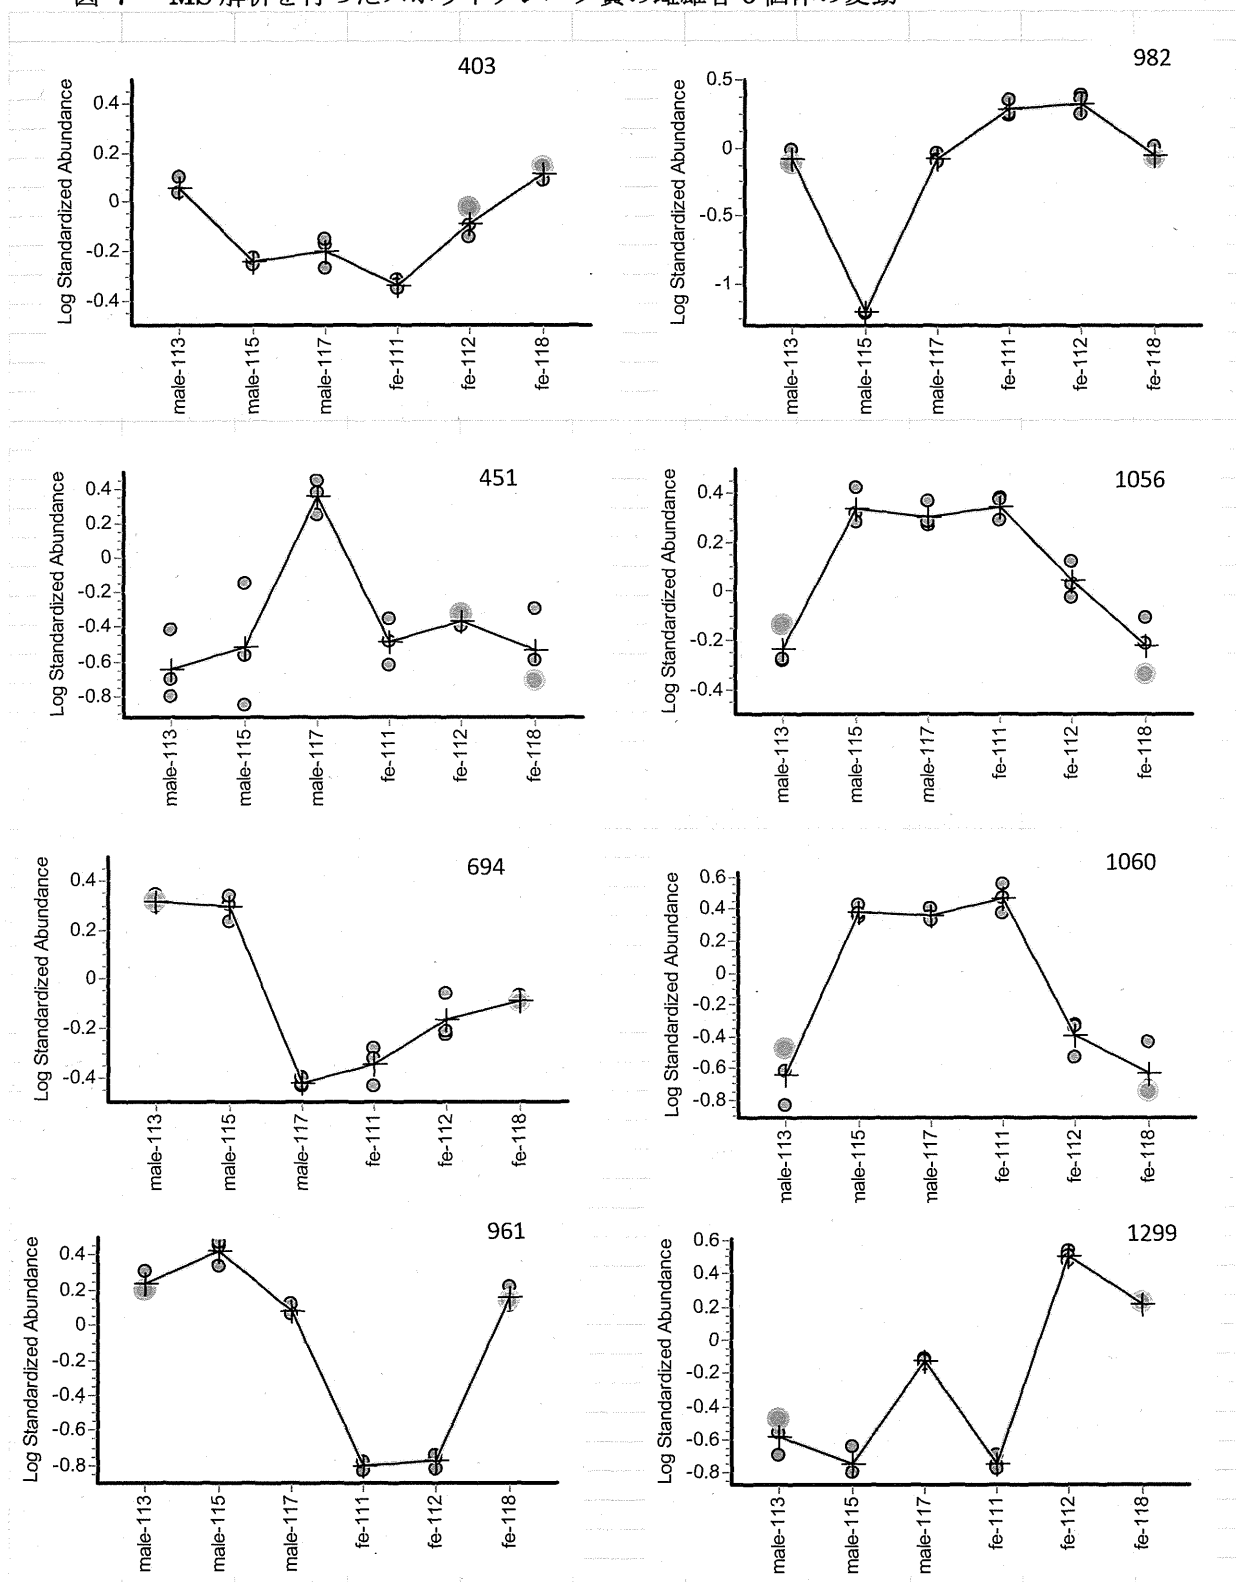 図 MS 解析を行ったスポットタンパク質の雌雄各 個体の変動
403
Log Standardized Abundance
0.4
0.2
0
-0.2
-0.4
male-113
male-115
male-117
fe-111
fe-112
fe-118
982
Log Standardized Abundance
0.5
0
-0.5
-1
male-113
male-115
male-117
fe-111
fe-112
fe-118
451
Log Standardized Abundance
0.4
0.2
0
-0.2
-0.4
-0.6
-0.8
male-113
male-115
male-117
fe-111
fe-112
fe-118
1056
Log Standardized Abundance
0.4
0.2
0
-0.2
-0.4
male-113
male-115
male-117
fe-111
fe-112
fe-118
694
Log Standardized Abundance
0.4
0.2
0
-0.2
-0.4
male-113
male-115
male-117
fe-111
fe-112
fe-118
1060
Log Standardized Abundance
0.6
0.4
0.2
0
-0.2
-0.4
-0.6
-0.8
male-113
male-115
male-117
fe-111
fe-112
fe-118
961
Log Standardized Abundance
0.4
0.2
0
-0.2
-0.4
-0.6
-0.8
male-113
male-115
male-117
fe-111
fe-112
fe-118
1299
Log Standardized Abundance
0.6
0.4
0.2
0
-0.2
-0.4
-0.6
-0.8
male-113
male-115
male-117
fe-111
fe-112
fe-118